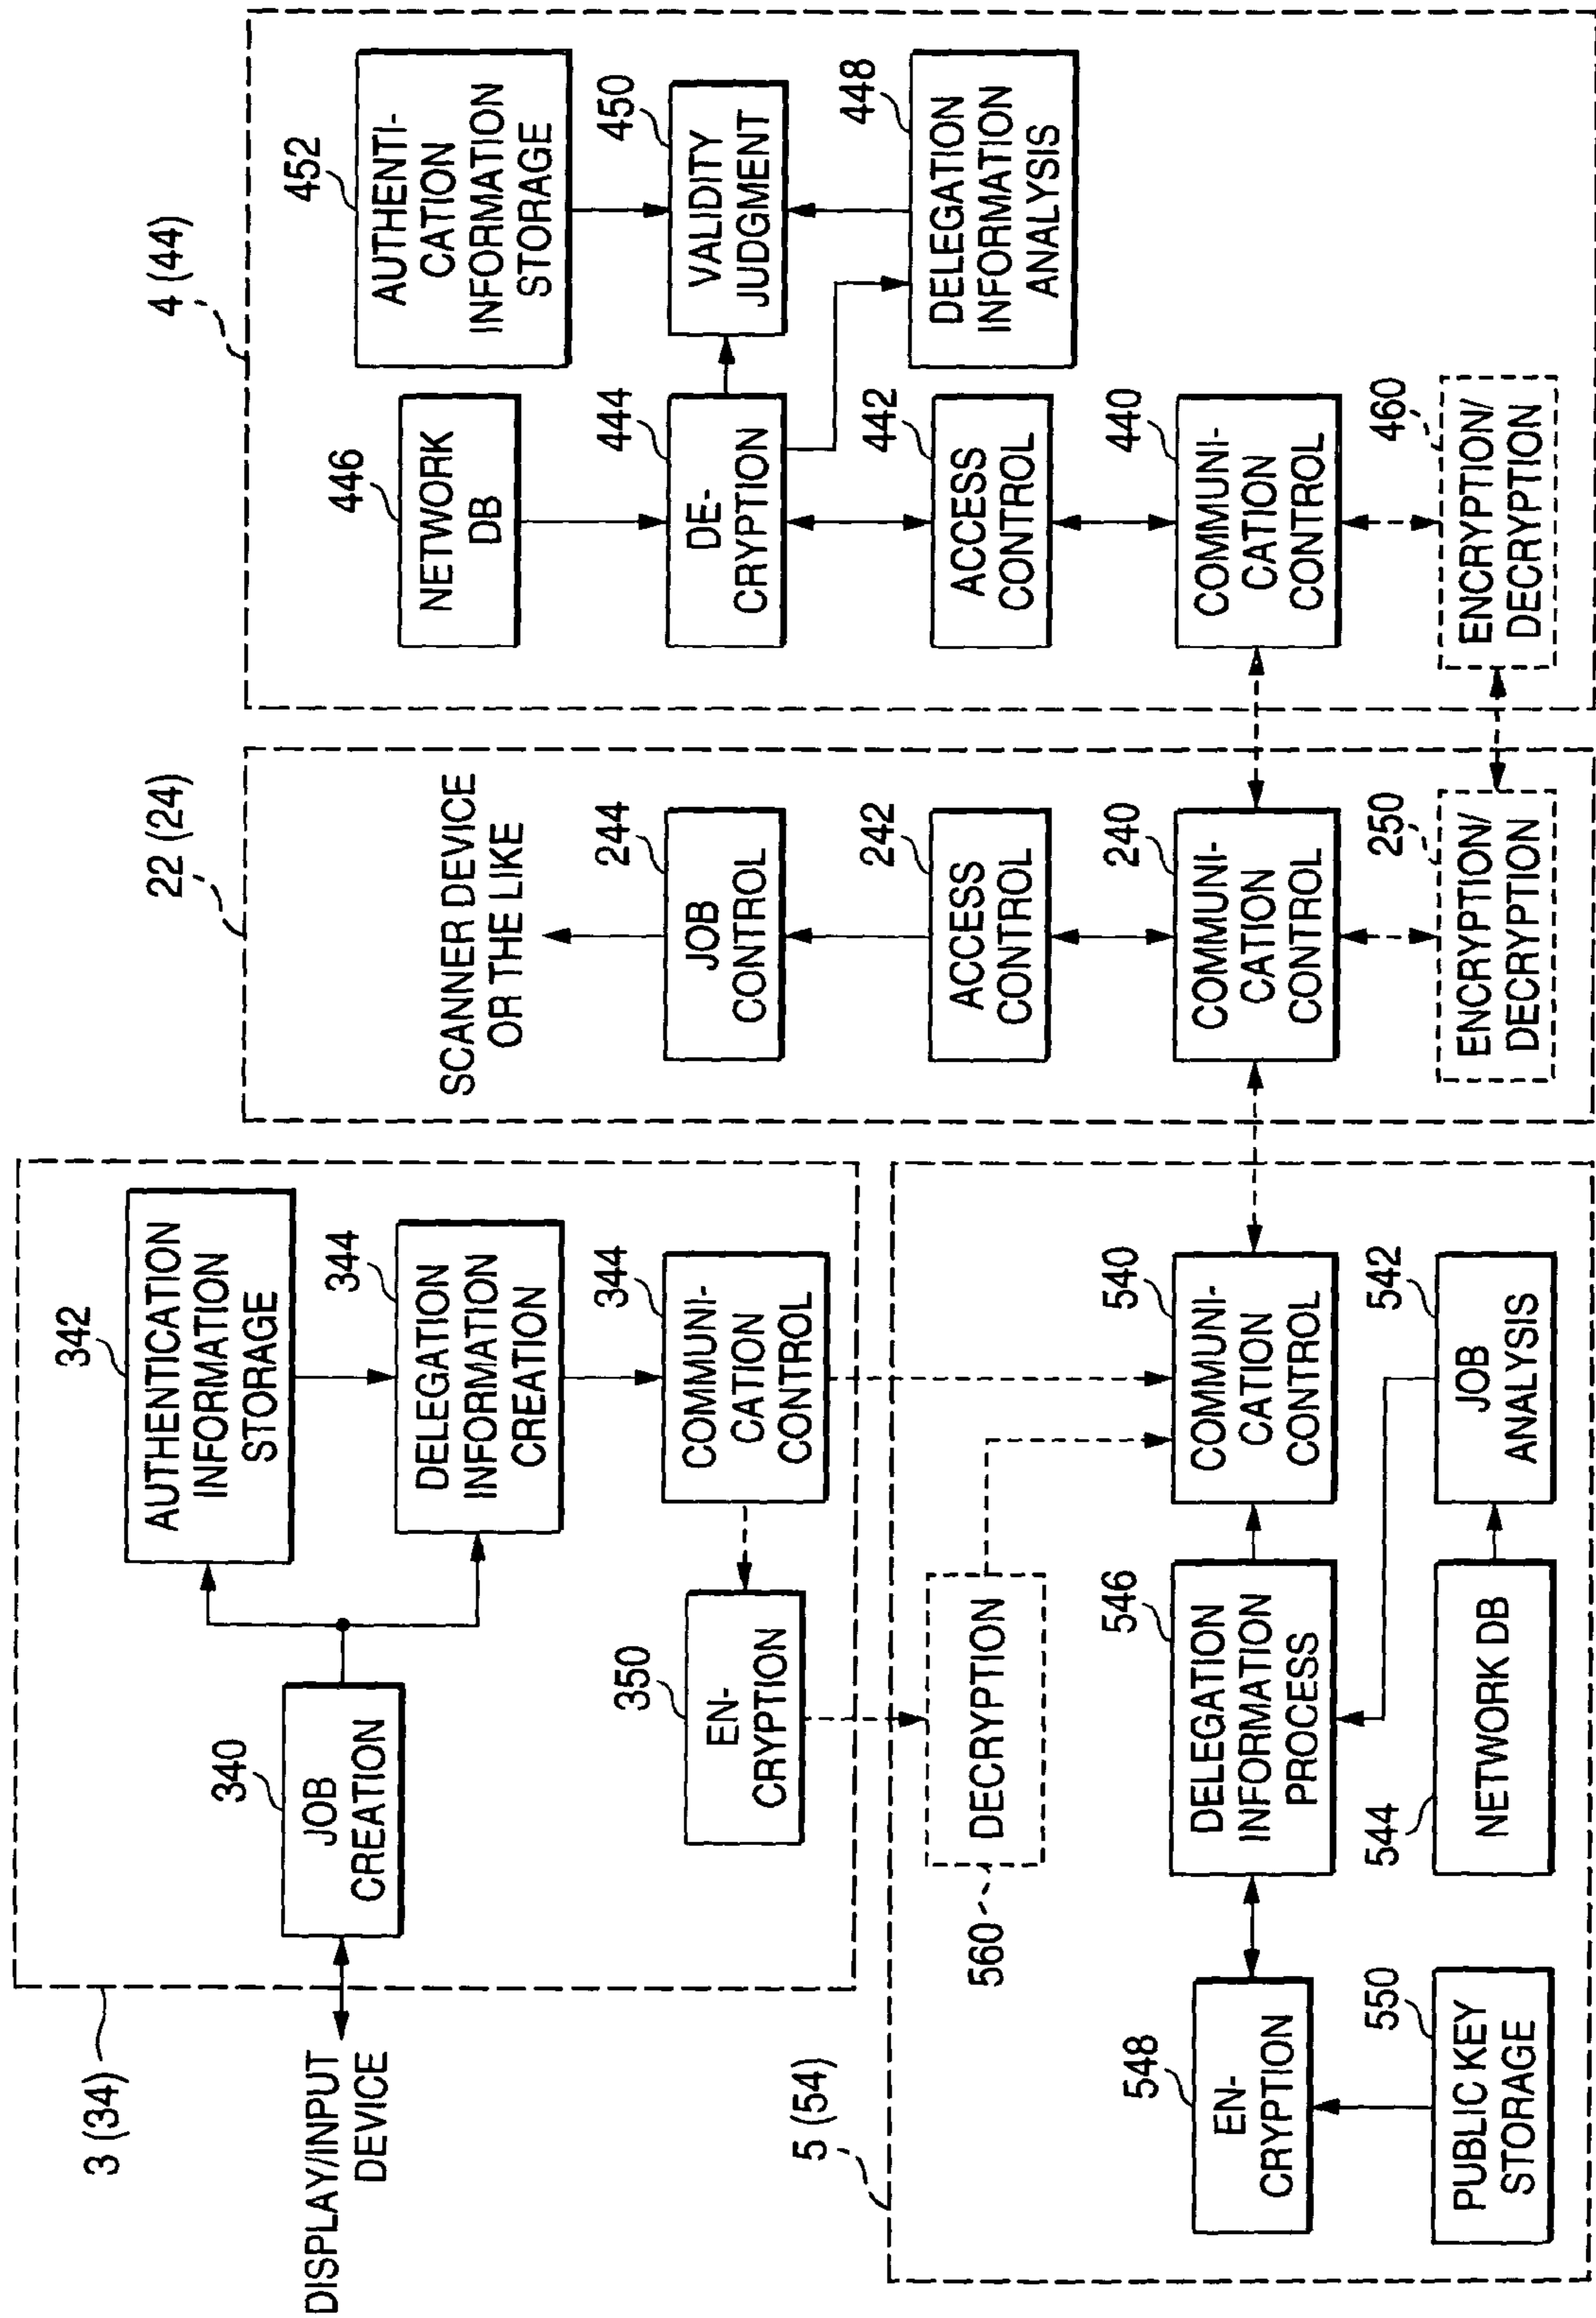 3 (34)
DISPLAY/INPUT
DEVICE
340
JOB
CREATION
342
AUTHENTICATION
INFORMATION
STORAGE
344
DELEGATION
INFORMATION
CREATION
344
COMMUNI-
CATION
CONTROL
350
EN-
CRYPTION
5 (54)
560
DECRYPTION
548
EN-
CRYPTION
550
PUBLIC KEY
STORAGE
546
DELEGATION
INFORMATION
PROCESS
544
NETWORK DB
540
COMMUNI-
CATION
CONTROL
542
JOB
ANALYSIS
22 (24)
SCANNER DEVICE
OR THE LIKE
244
JOB
CONTROL
242
ACCESS
CONTROL
240
COMMUNI-
CATION
CONTROL
250
ENCRYPTION/
DECRYPTION
4 (44)
446
NETWORK
DB
452
AUTHENTI-
CATION
INFORMATION
STORAGE
444
DE-
CRYPTION
450
VALIDITY
JUDGMENT
442
ACCESS
CONTROL
448
DELEGATION
INFORMATION
ANALYSIS
440
COMMUNI-
CATION
CONTROL
460
ENCRYPTION/
DECRYPTION